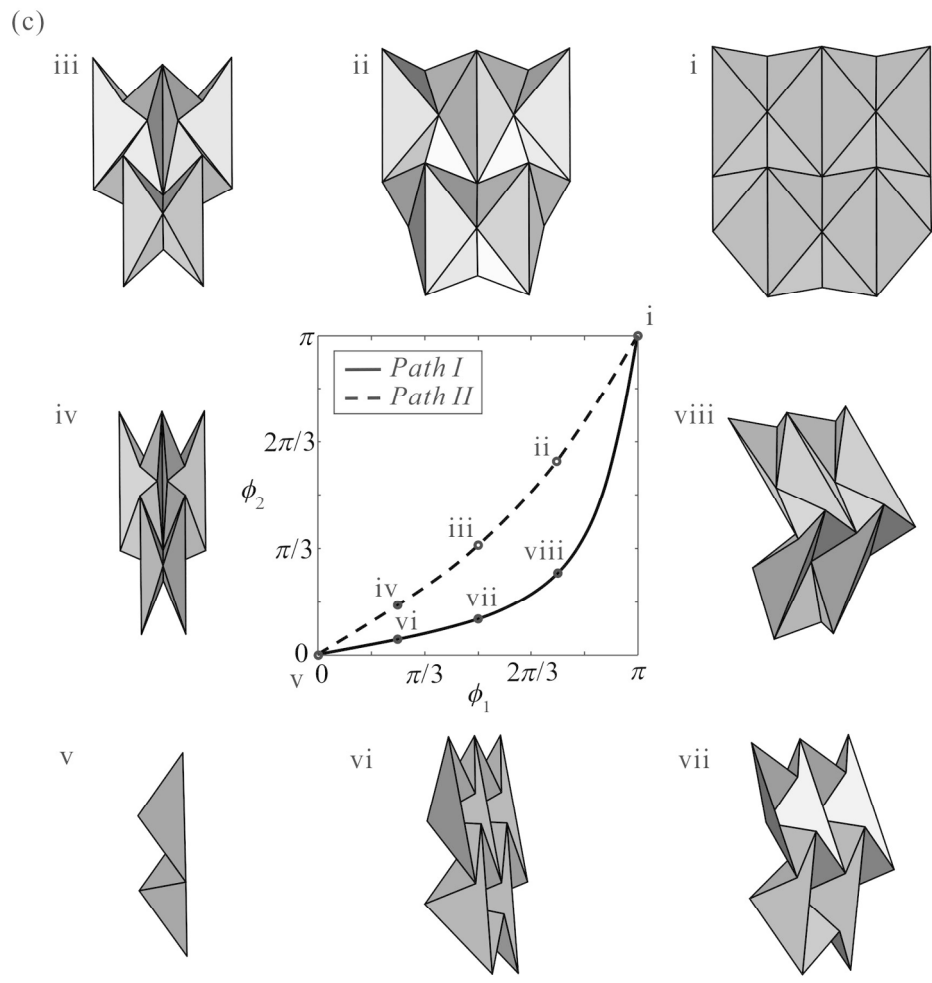 (c)
iii
ii
i
i
π
Path I
Path II
iv
2π/3
ii
viii
ϕ2
iii
π/3
viii
iv
vii
vi
0
v
0
π/3
2π/3
π
ϕ1
v
vi
vii